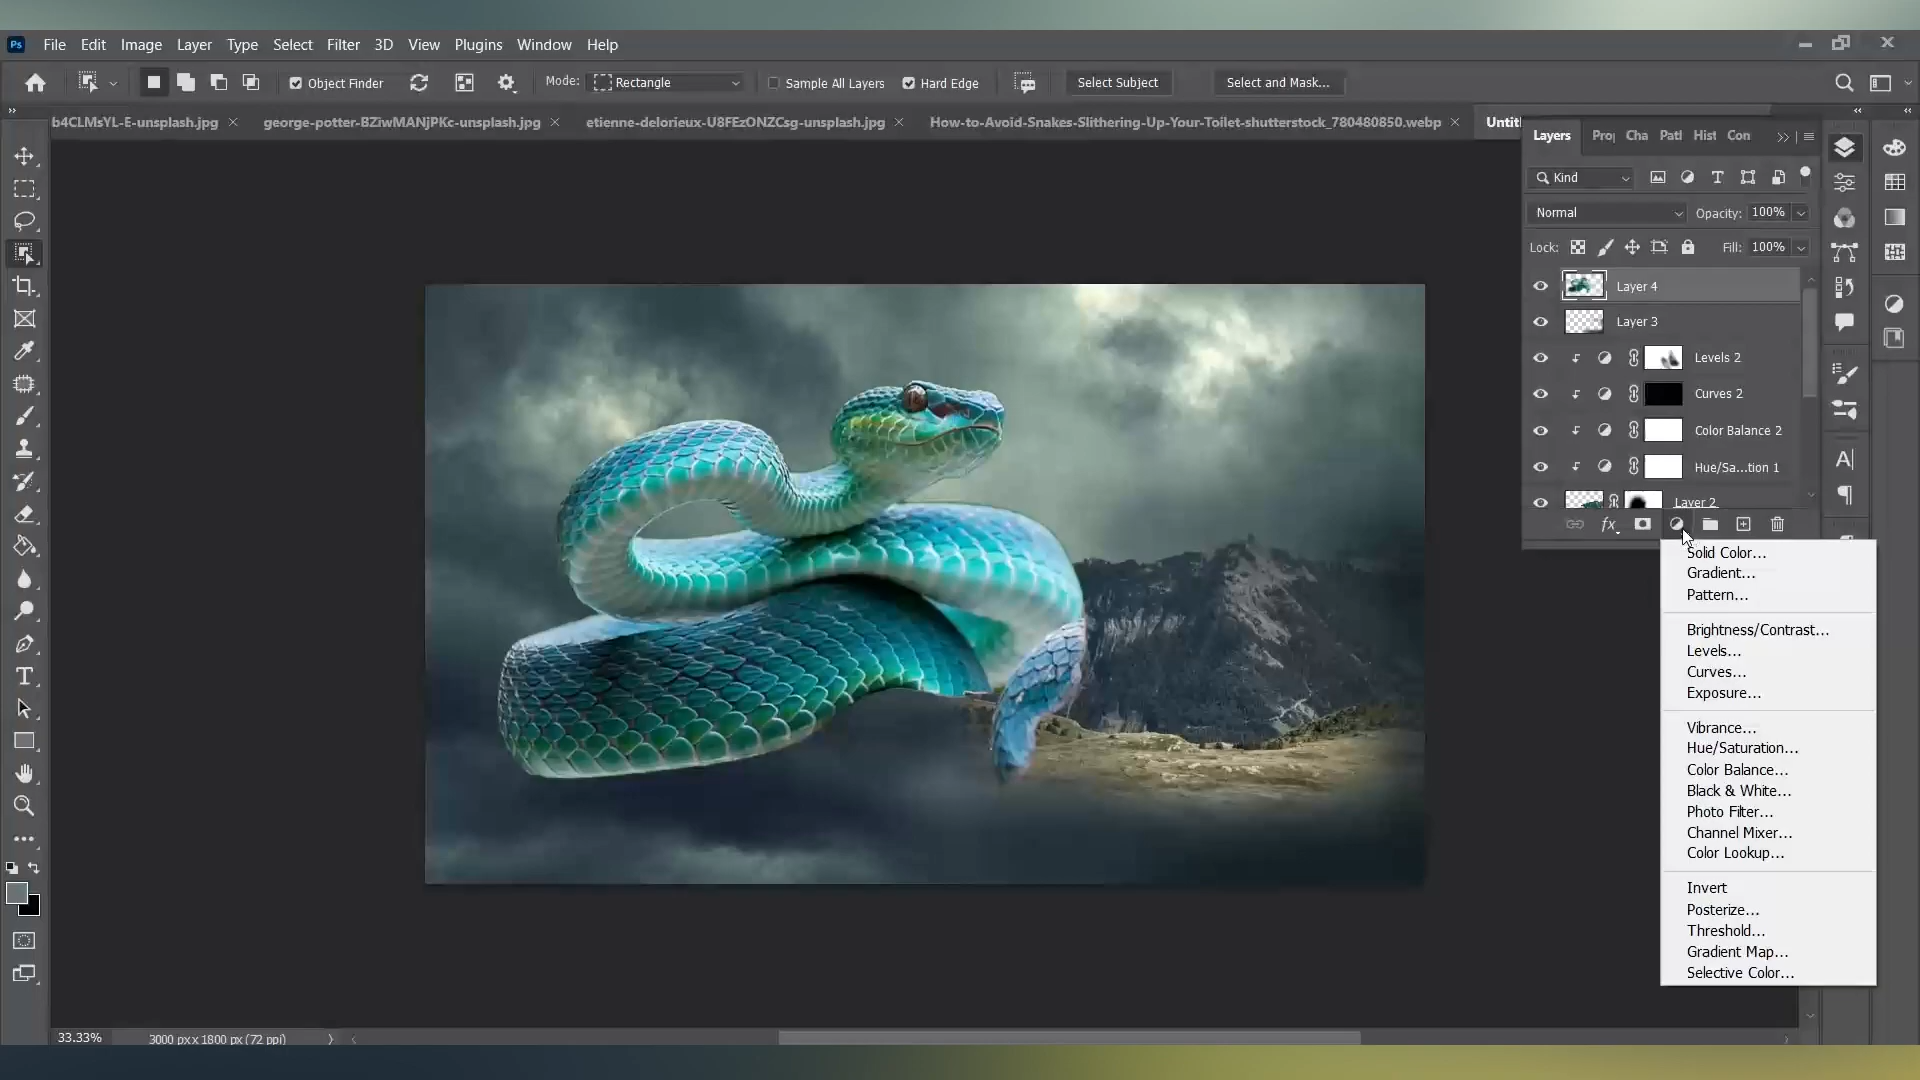 Ps File Edit Image Layer Type Select Filter 3D View Plugins Window Help
Object Finder Mode: Rectangle Sample All Layers Hard Edge Select Subject Select and Mask...
b4CLMsYL-E-unsplash.jpg george-potter-BZiwMANjPKc-unsplash.jpg etienne-delorieux-U8FEzONZCsg-unsplash.jpg How-to-Avoid-Snakes-Slithering-Up-Your-Toilet-shutterstock_780480850.webp Untitl
Layers Proj Cha Patl Hist Con
Kind
Normal Opacity: 100%
Lock: Fill: 100%
Layer 4
Layer 3
Levels 2
Curves 2
Color Balance 2
Hue/Sa...tion 1
Layer 2
fx
Solid Color...
Gradient...
Pattern...
Brightness/Contrast...
Levels...
Curves...
Exposure...
Vibrance...
Hue/Saturation...
Color Balance...
Black & White...
Photo Filter...
Channel Mixer...
Color Lookup...
Invert
Posterize...
Threshold...
Gradient Map...
Selective Color...
33.33% 3000 px x 1800 px (72 ppi)